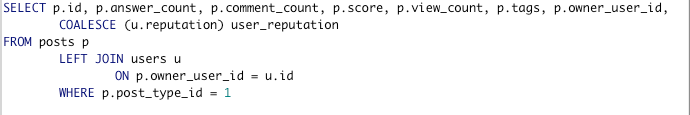 SELECT p.id, p.answer_count, p.comment_count, p.score, p.view_count, p.tags, p.owner_user_id,
COALESCE (u.reputation) user_reputation
FROM posts p
LEFT JOIN users u
ON p.owner_user_id = u.id
WHERE p.post_type_id = 1